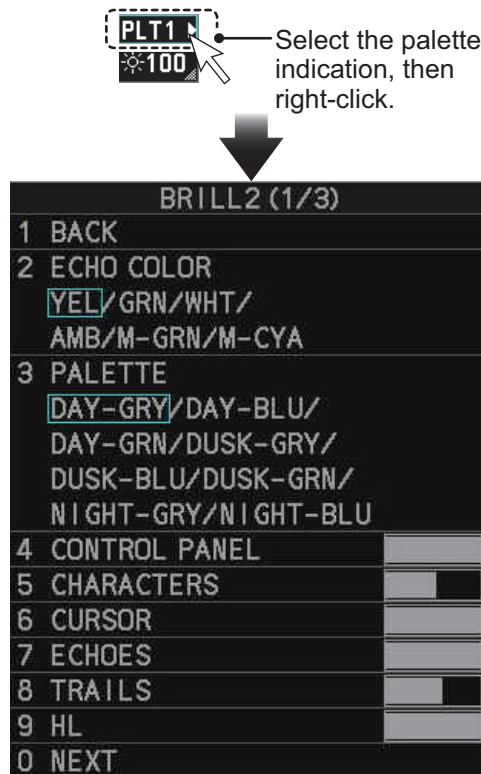 PLT1
100
Select the palette
indication, then
right-click.
BRILL2 (1/3)
1 BACK
2 ECHO COLOR
YEL/GRN/WHT/
AMB/M-GRN/M-CYA
3 PALETTE
DAY-GRY/DAY-BLU/
DAY-GRN/DUSK-GRY/
DUSK-BLU/DUSK-GRN/
NIGHT-GRY/NIGHT-BLU
4 CONTROL PANEL
5 CHARACTERS
6 CURSOR
7 ECHOES
8 TRAILS
9 HL
0 NEXT